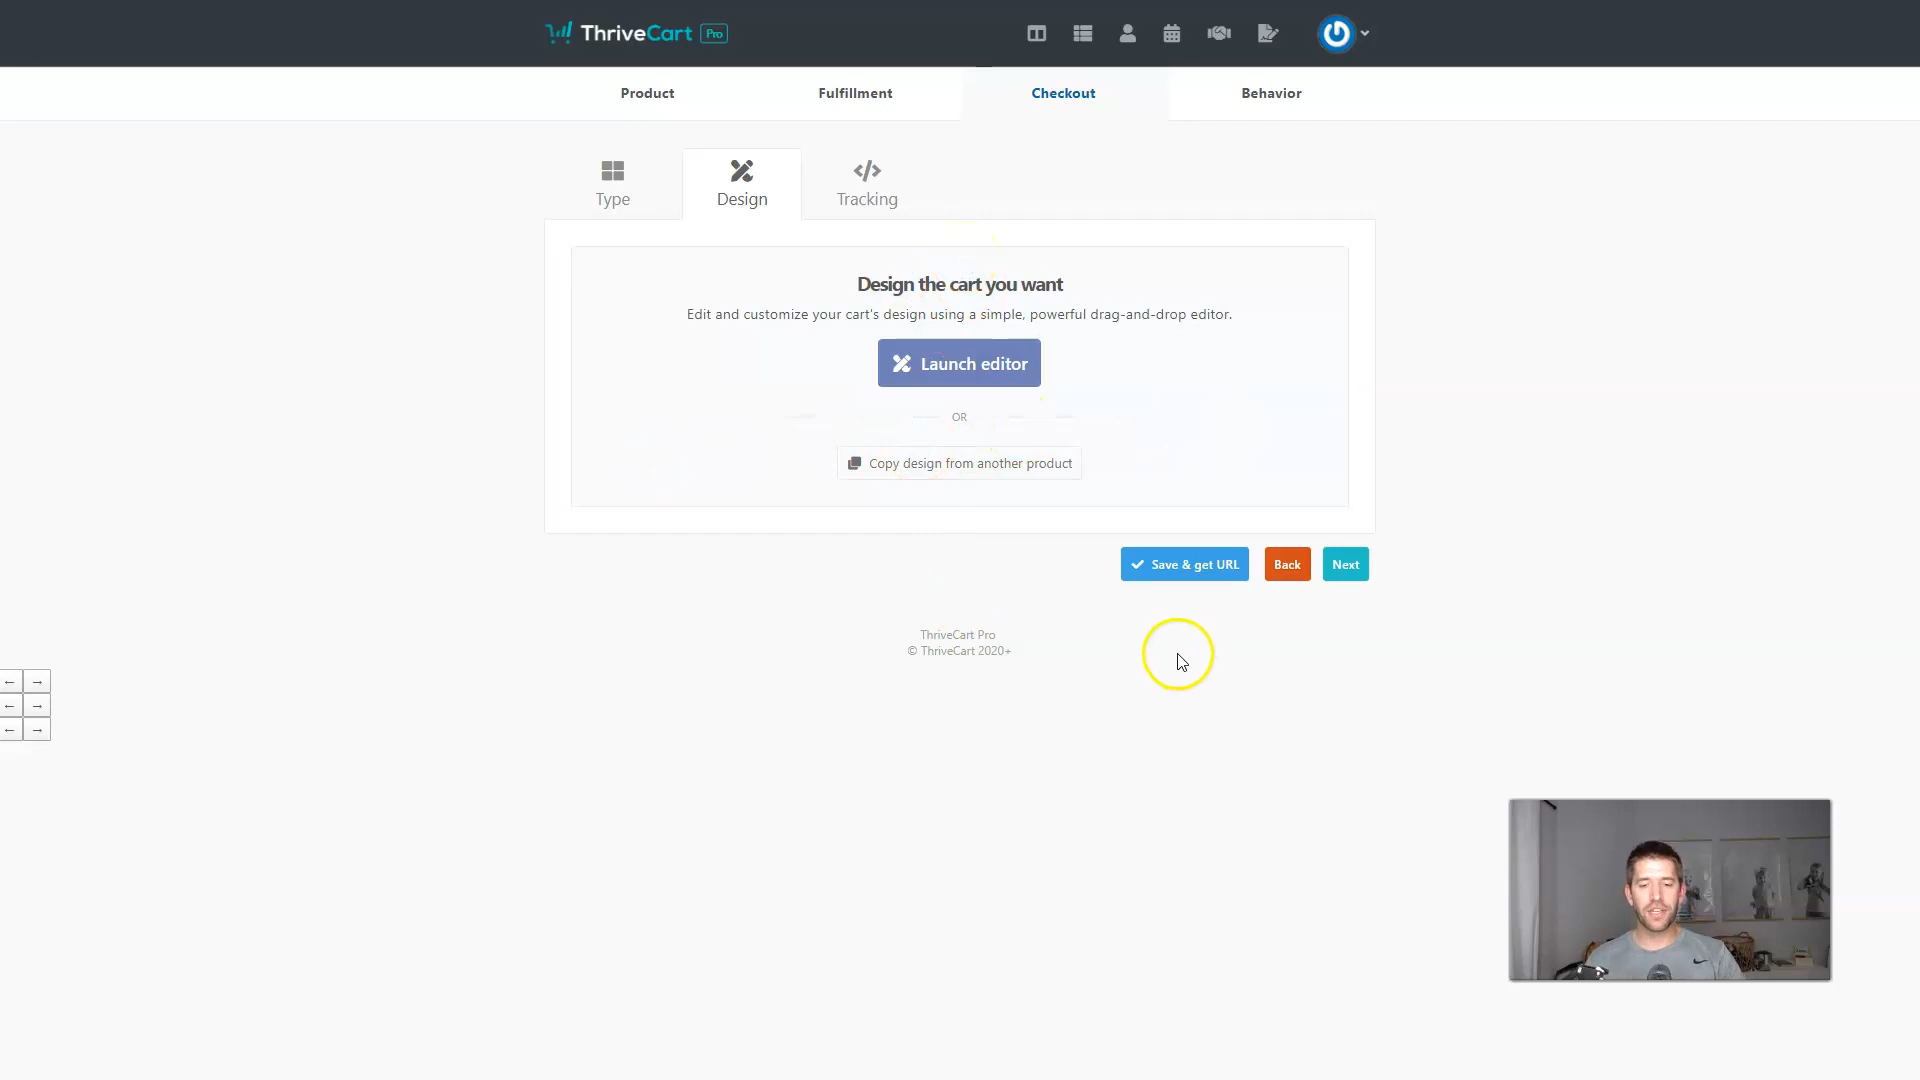 ThriveCart Pro
Product
Fulfillment
Checkout
Behavior
Type
Design
Tracking
Design the cart you want
Edit and customize your cart's design using a simple, powerful drag-and-drop editor.
Launch editor
OR
Copy design from another product
Save & get URL
Back
Next
ThriveCart Pro
© ThriveCart 2020+
← →
← →
← →